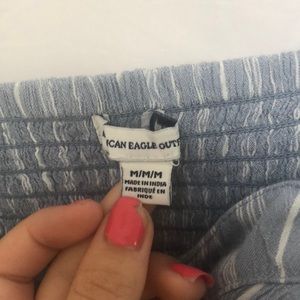 ICAN EAGLE OUT
M/M/M
MADE IN INDIA
FABRIQUÉ EN
INDE